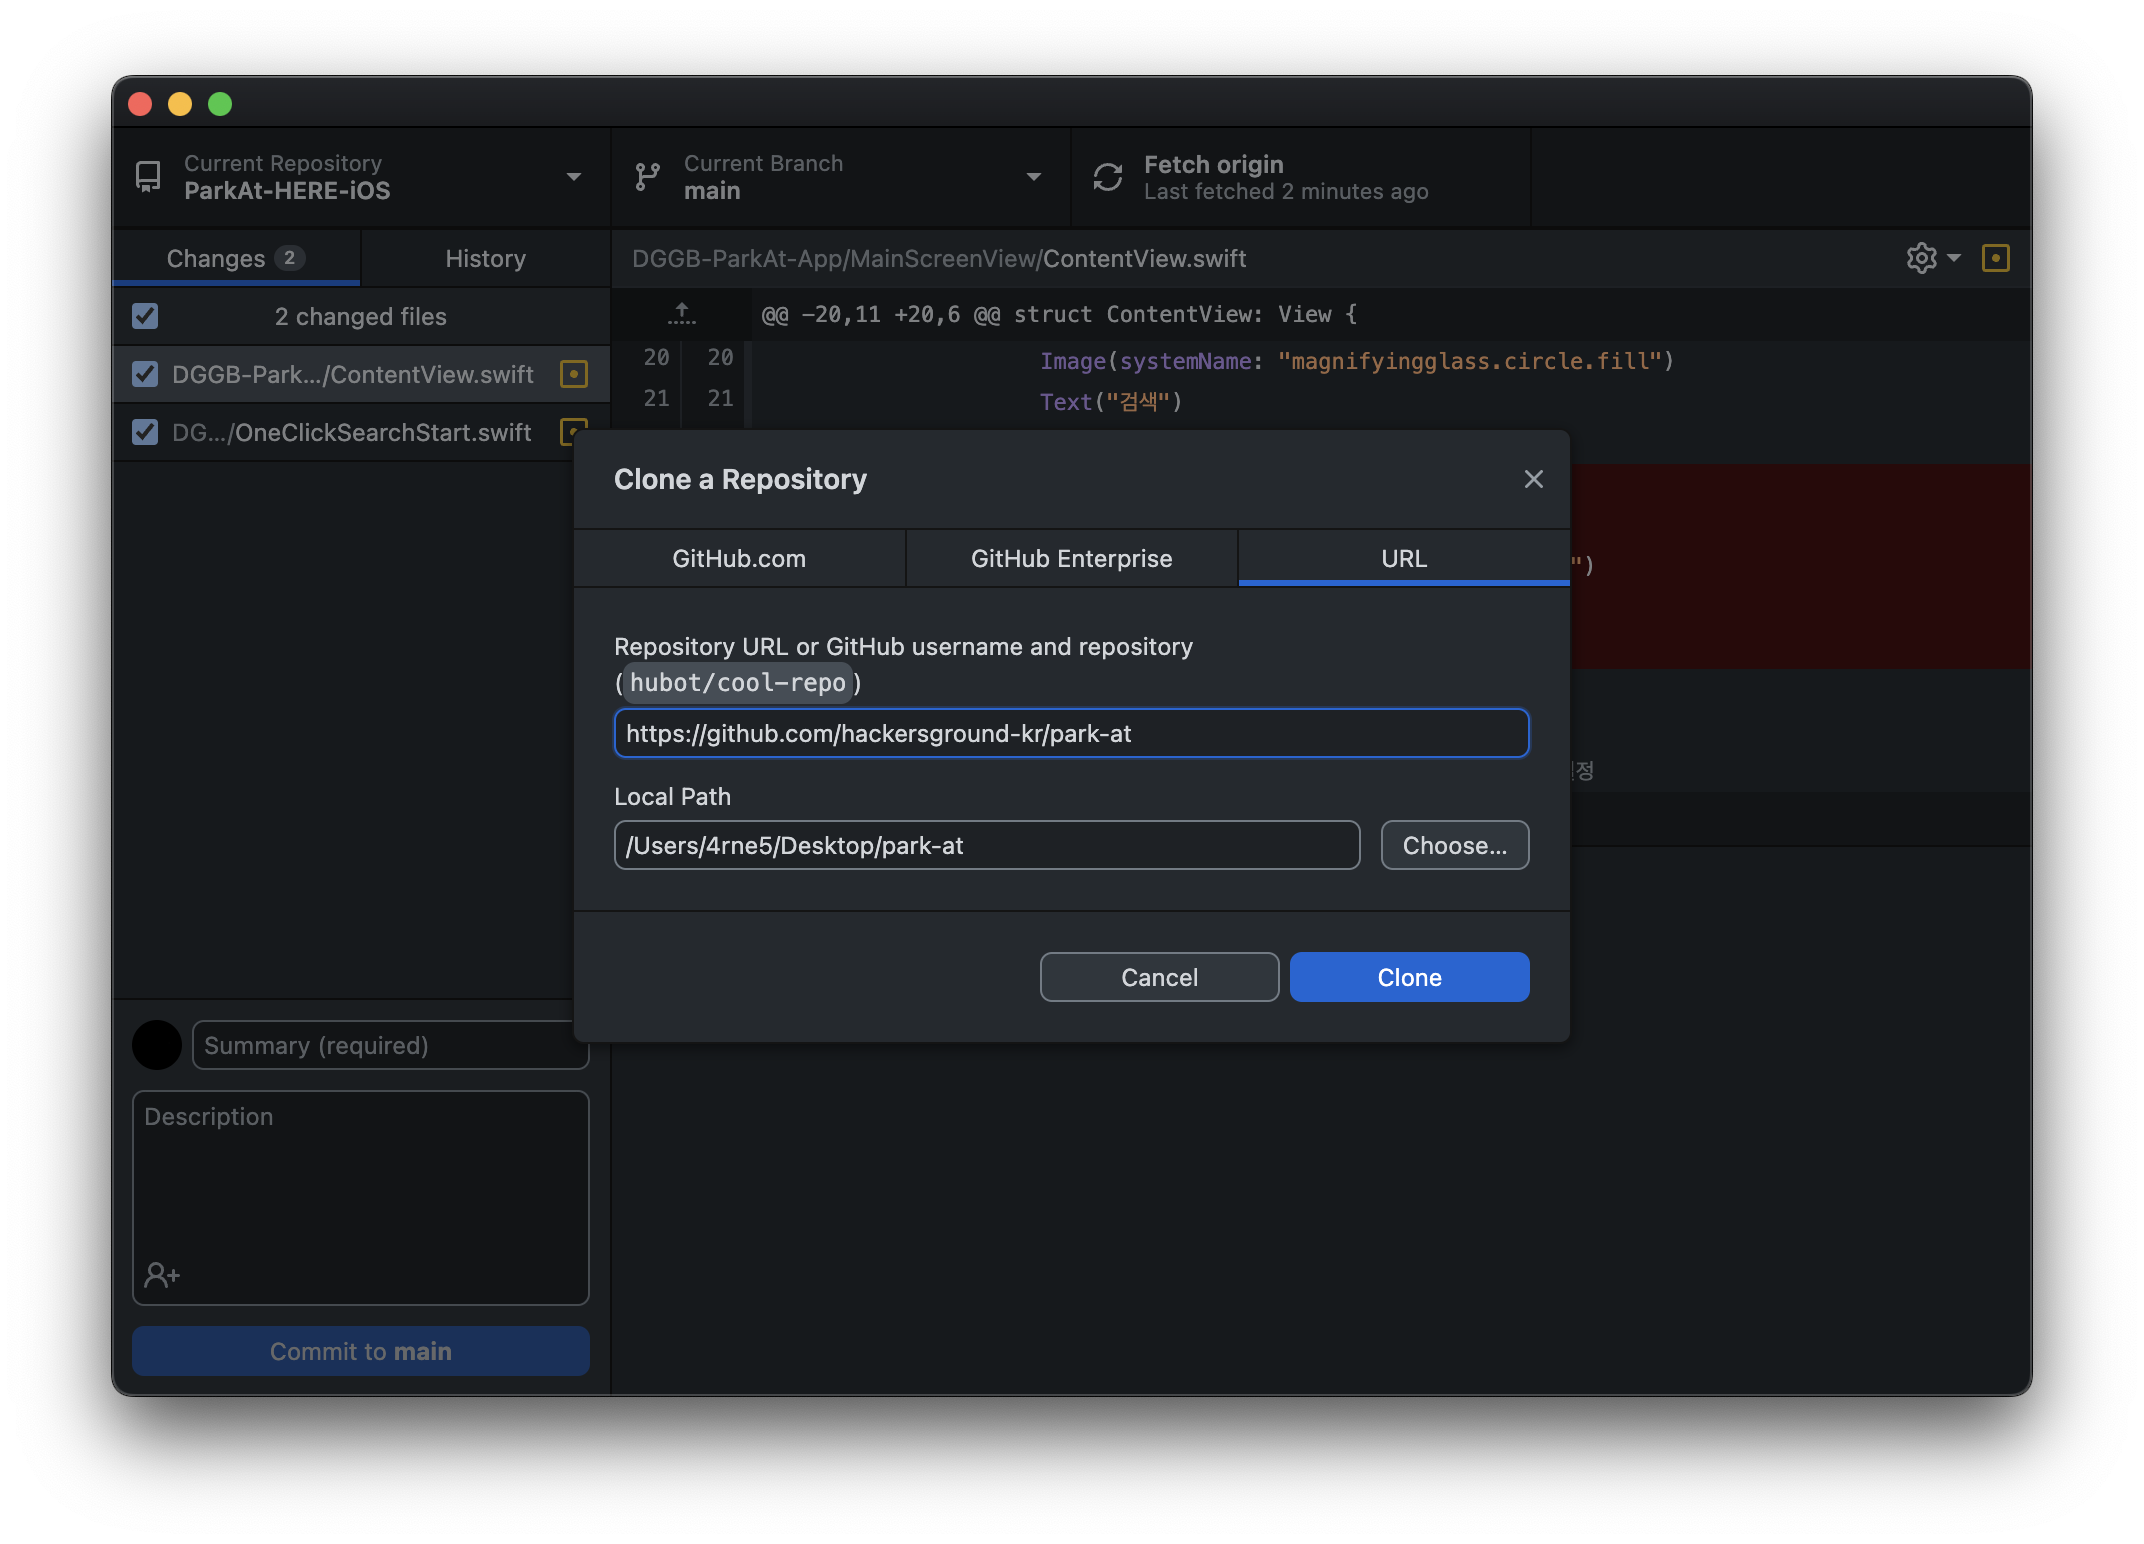 Current Repository
ParkAt-HERE-iOS
Current Branch
main
Fetch origin
Last fetched 2 minutes ago
Changes 2
History
DGGB-ParkAt-App/MainScreenView/ContentView.swift
2 changed files
@@ -20,11 +20,6 @@ struct ContentView: View {
DGGB-Park.../ContentView.swift
20 20 Image(systemName: "magnifyingglass.circle.fill")
21 21 Text("검색")
DG.../OneClickSearchStart.swift
Clone a Repository
GitHub.com
GitHub Enterprise
URL
")
Repository URL or GitHub username and repository
(hubot/cool-repo)
https://github.com/hackersground-kr/park-at
정
Local Path
/Users/4rne5/Desktop/park-at
Choose...
Cancel
Clone
Summary (required)
Description
Commit to main